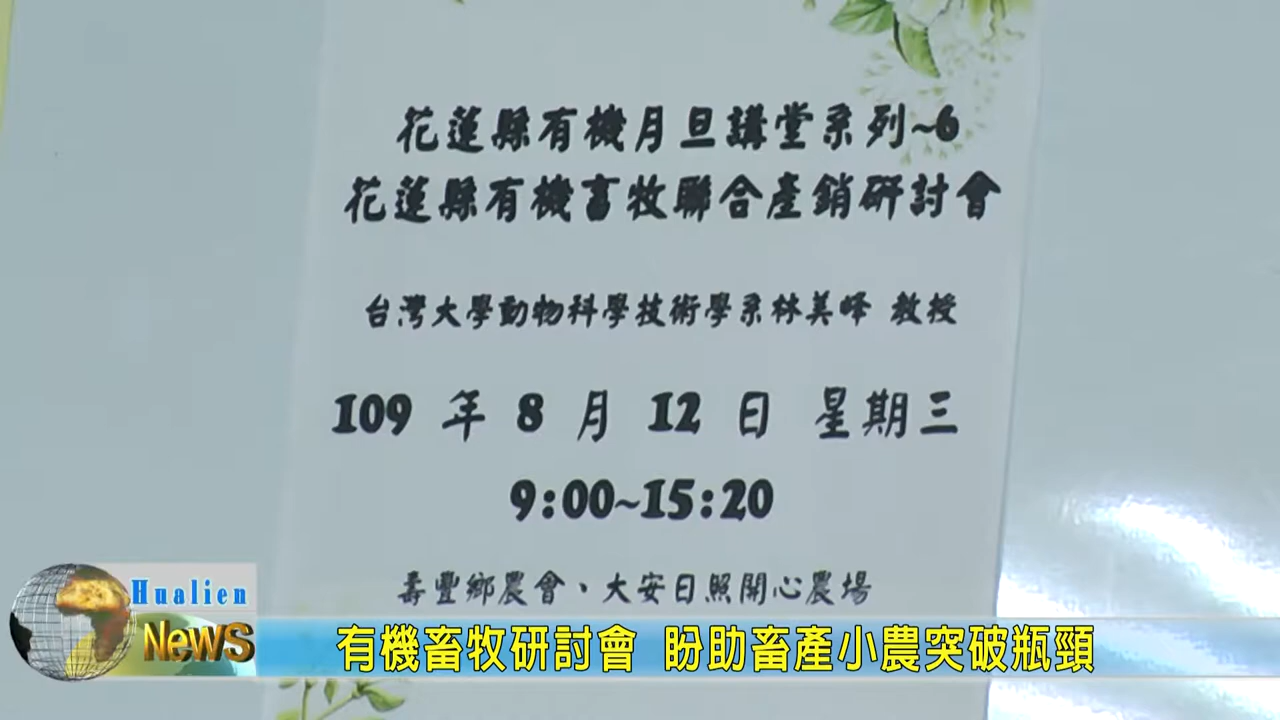 花蓮縣有機月旦講堂系列~6
花蓮縣有機畜牧聯合產銷研討會
台灣大學動物科學技術學系林美峰 教授
109 年 8 月 12 日 星期三
9:00~15:20
壽豐鄉農會、大安日照開心農場
Hualien
News
有機畜牧研討會 盼助畜產小農突破瓶頸